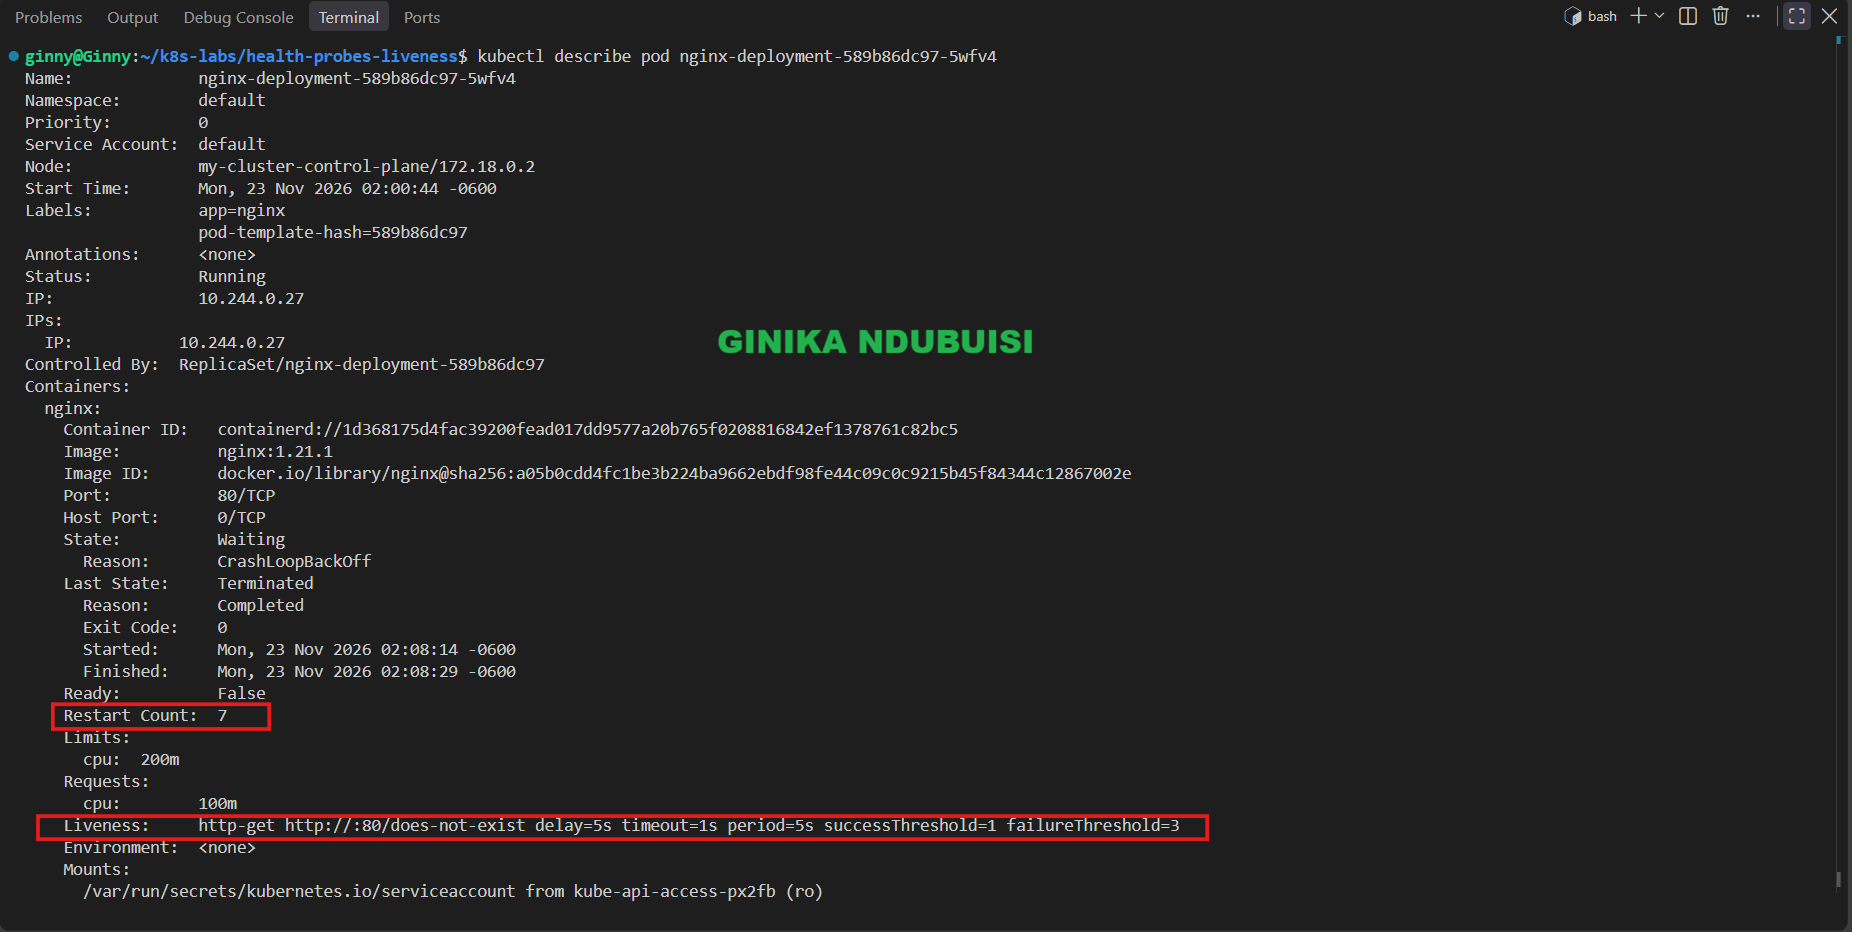 Problems Output Debug Console Terminal Ports bash
ginny@Ginny:~/k8s-labs/health-probes-liveness$ kubectl describe pod nginx-deployment-589b86dc97-5wfv4
Name: nginx-deployment-589b86dc97-5wfv4
Namespace: default
Priority: 0
Service Account: default
Node: my-cluster-control-plane/172.18.0.2
Start Time: Mon, 23 Nov 2026 02:00:44 -0600
Labels: app=nginx
pod-template-hash=589b86dc97
Annotations: <none>
Status: Running
IP: 10.244.0.27
IPs:
IP: 10.244.0.27
GINIKA NDUBUISI
Controlled By: ReplicaSet/nginx-deployment-589b86dc97
Containers:
nginx:
Container ID: containerd://1d368175d4fac39200fead017dd9577a20b765f0208816842ef1378761c82bc5
Image: nginx:1.21.1
Image ID: docker.io/library/nginx@sha256:a05b0cdd4fc1be3b224ba9662ebdf98fe44c09c0c9215b45f84344c12867002e
Port: 80/TCP
Host Port: 0/TCP
State: Waiting
Reason: CrashLoopBackOff
Last State: Terminated
Reason: Completed
Exit Code: 0
Started: Mon, 23 Nov 2026 02:08:14 -0600
Finished: Mon, 23 Nov 2026 02:08:29 -0600
Ready: False
Restart Count: 7
Limits:
cpu: 200m
Requests:
cpu: 100m
Liveness: http-get http://:80/does-not-exist delay=5s timeout=1s period=5s successThreshold=1 failureThreshold=3
Environment: <none>
Mounts:
/var/run/secrets/kubernetes.io/serviceaccount from kube-api-access-px2fb (ro)